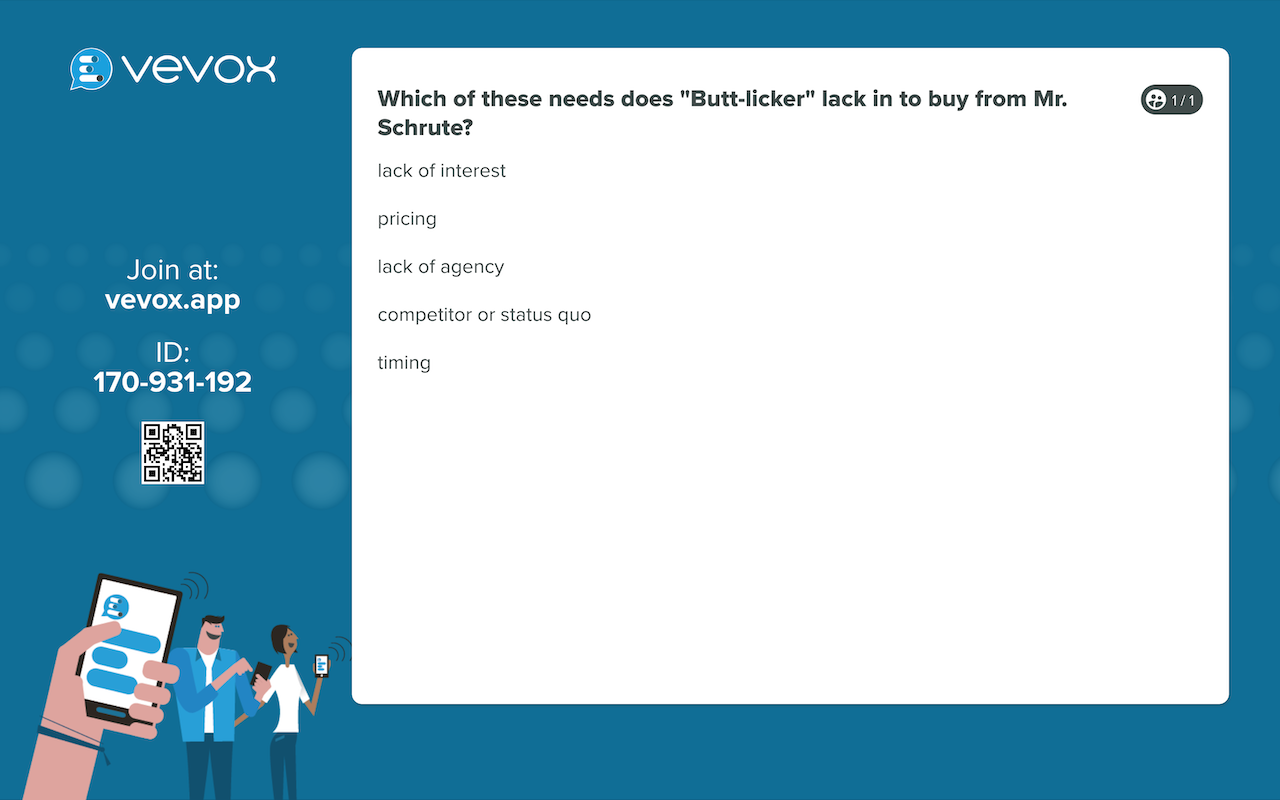 vevox
Join at:
vevox.app
ID:
170-931-192
Which of these needs does "Butt-licker" lack in to buy from Mr.
Schrute?
1 / 1
lack of interest
pricing
lack of agency
competitor or status quo
timing